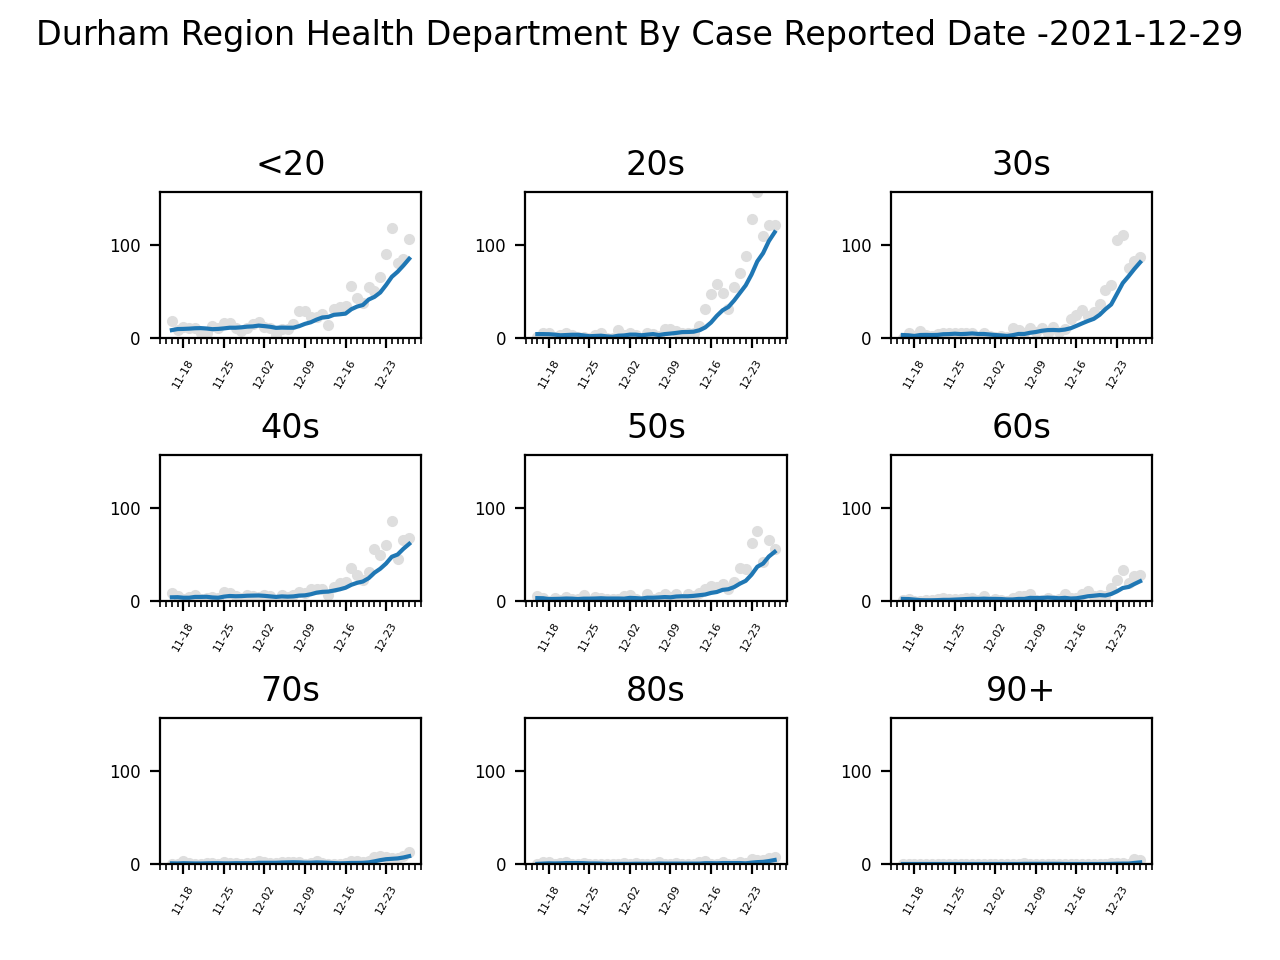 Durham Region Health Department By Case Reported Date -2021-12-29
<20 20s 30s
100 100 100
0 0 0
11-18 11-25 12-02 12-09 12-16 12-23 11-18 11-25 12-02 12-09 12-16 12-23 11-18 11-25 12-02 12-09 12-16 12-23
40s 50s 60s
100 100 100
0 0 0
11-18 11-25 12-02 12-09 12-16 12-23 11-18 11-25 12-02 12-09 12-16 12-23 11-18 11-25 12-02 12-09 12-16 12-23
70s 80s 90+
100 100 100
0 0 0
11-18 11-25 12-02 12-09 12-16 12-23 11-18 11-25 12-02 12-09 12-16 12-23 11-18 11-25 12-02 12-09 12-16 12-23